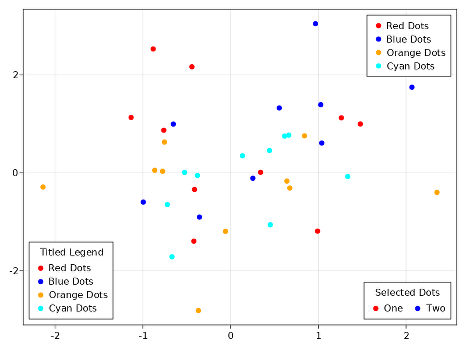 Red Dots
Blue Dots
Orange Dots
Cyan Dots
2
0
-2
Titled Legend
Red Dots
Blue Dots
Orange Dots
Cyan Dots
Selected Dots
One Two
-2 -1 0 1 2